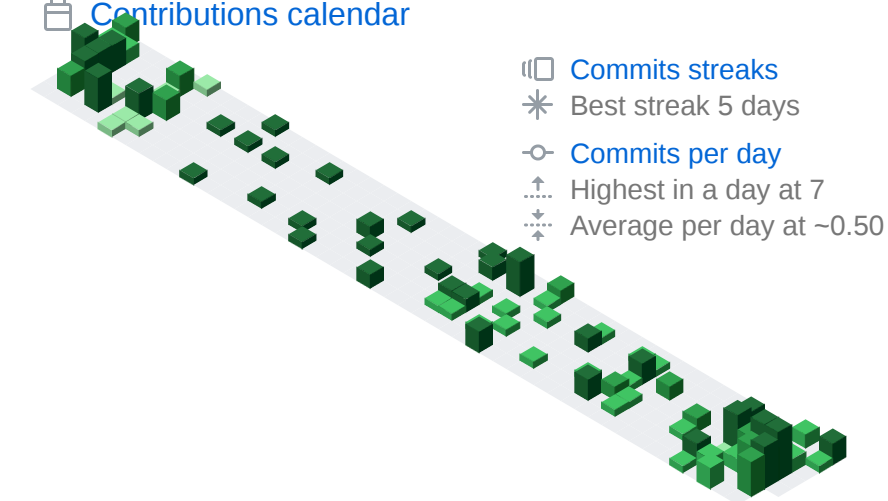 Contributions calendar
Commits streaks
Best streak 5 days
Commits per day
Highest in a day at 7
Average per day at ~0.50